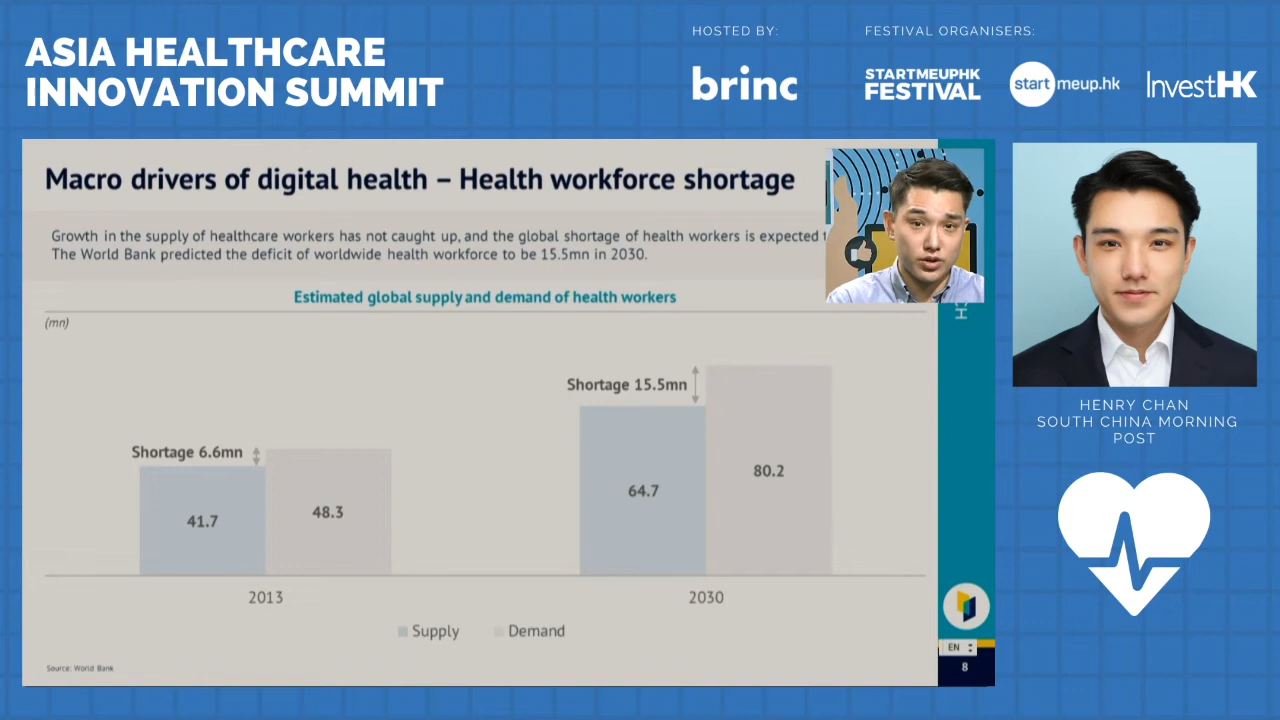 ASIA HEALTHCARE
INNOVATION SUMMIT
HOSTED BY:
brinc
FESTIVAL ORGANISERS:
STARTMEUPHK
FESTIVAL
startmeup.hk
InvestHK
Macro drivers of digital health – Health workforce shortage
Growth in the supply of healthcare workers has not caught up, and the global shortage of health workers is expected
The World Bank predicted the deficit of worldwide health workforce to be 15.5mn in 2030.
Estimated global supply and demand of health workers
(mn)
Shortage 6.6mn
41.7
48.3
Shortage 15.5mn
64.7
80.2
2013
2030
Supply
Demand
Source: World Bank
EN
8
HENRY CHAN
SOUTH CHINA MORNING
POST